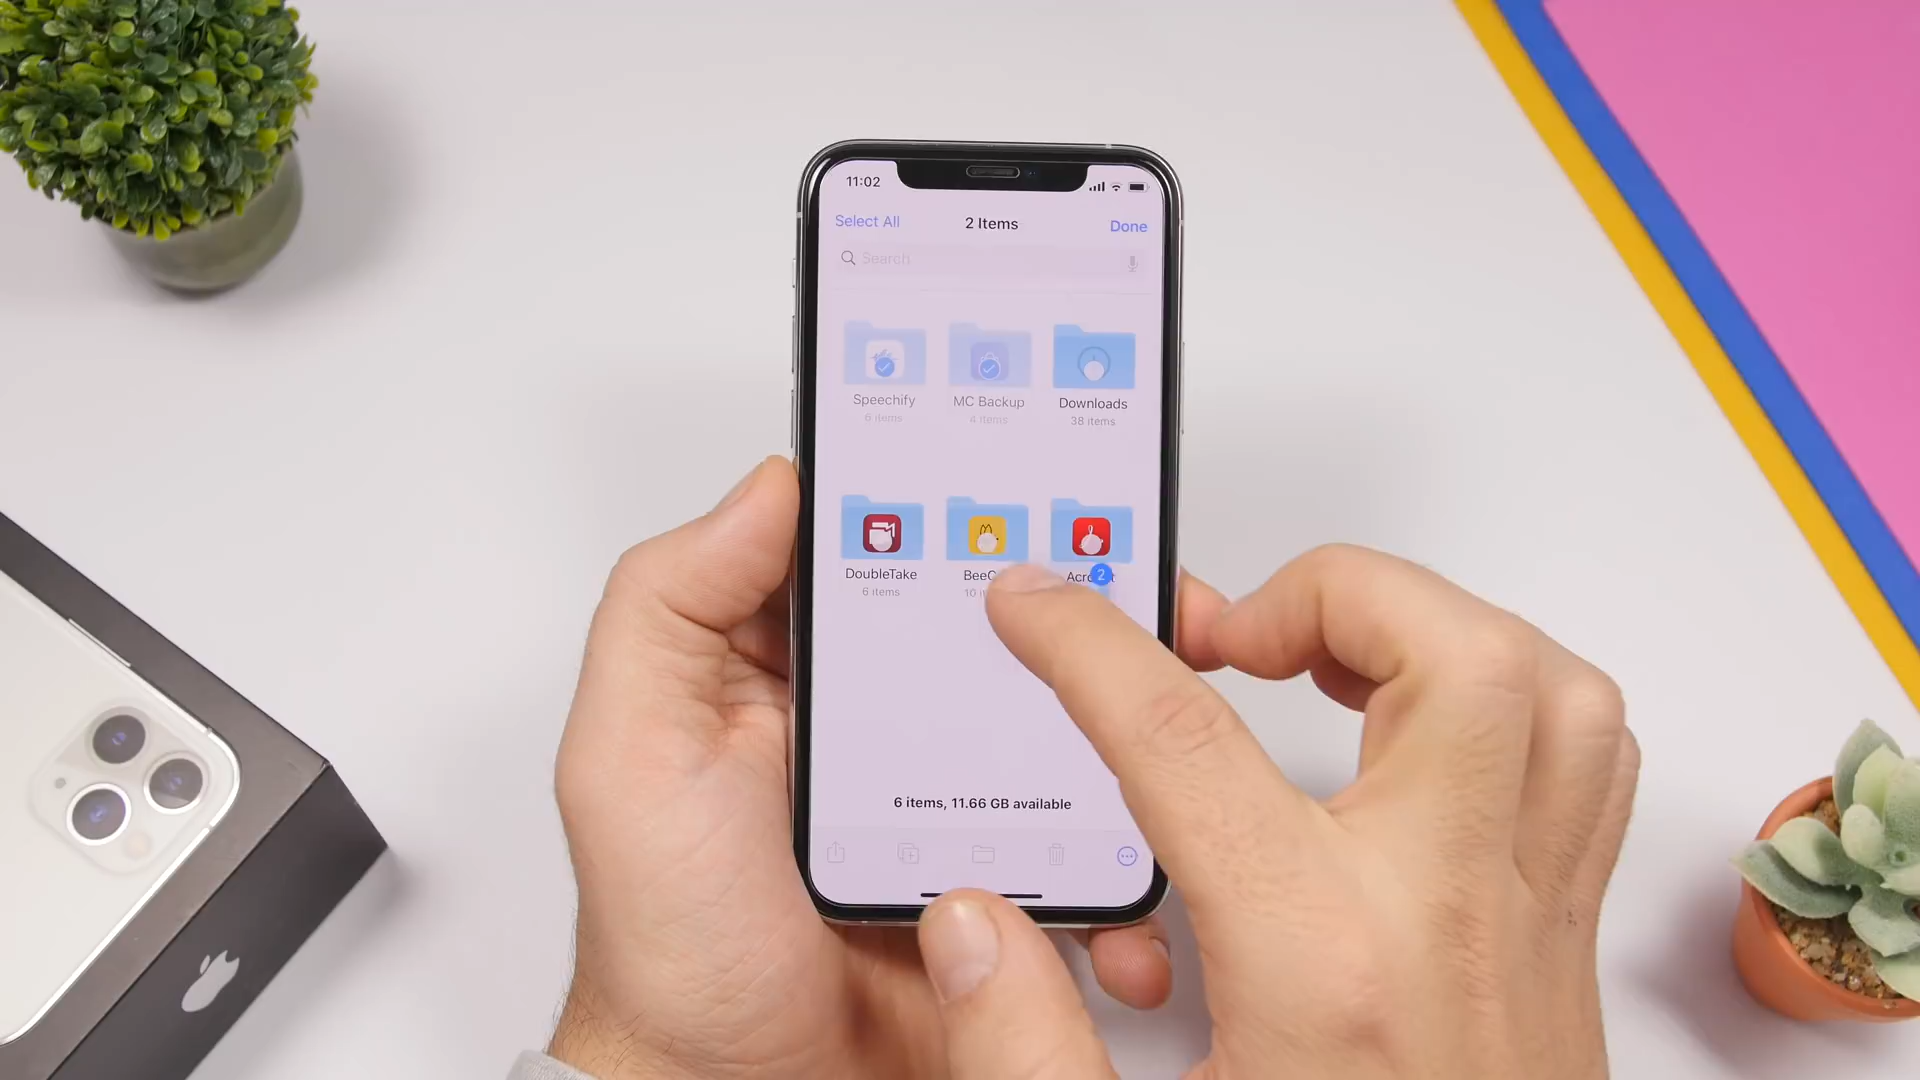 11:02
Select All 2 Items Done
Search
Speechify MC Backup Downloads
6 items 4 items 38 items
DoubleTake
6 items 10
2
6 items, 11.66 GB available